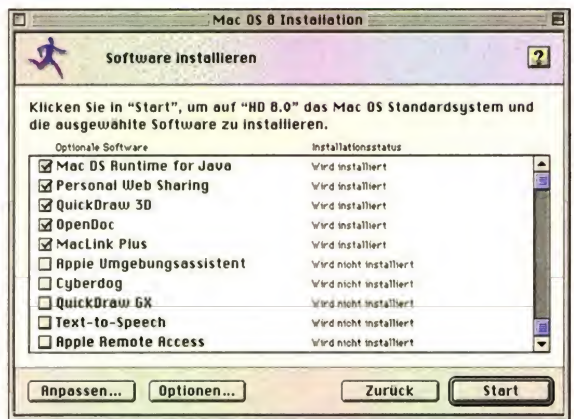 Mac OS 8 Installation
Software installieren
?
Klicken Sie in “Start”, um auf “HD 8.0” das Mac OS Standardsystem und
die ausgewählte Software zu installieren.
Optionale Software Installationsstatus
Mac OS Runtime for Java Wird installiert
Personal Web Sharing Wird installiert
QuickDraw 3D Wird installiert
OpenDoc Wird installiert
MacLink Plus Wird installiert
Apple Umgebungsassistent Wird nicht installiert
Cyberdog Wird nicht installiert
QuickDraw GX Wird nicht installiert
Text-to-Speech Wird nicht installiert
Apple Remote Access Wird nicht installiert
Anpassen... Optionen... Zurück Start